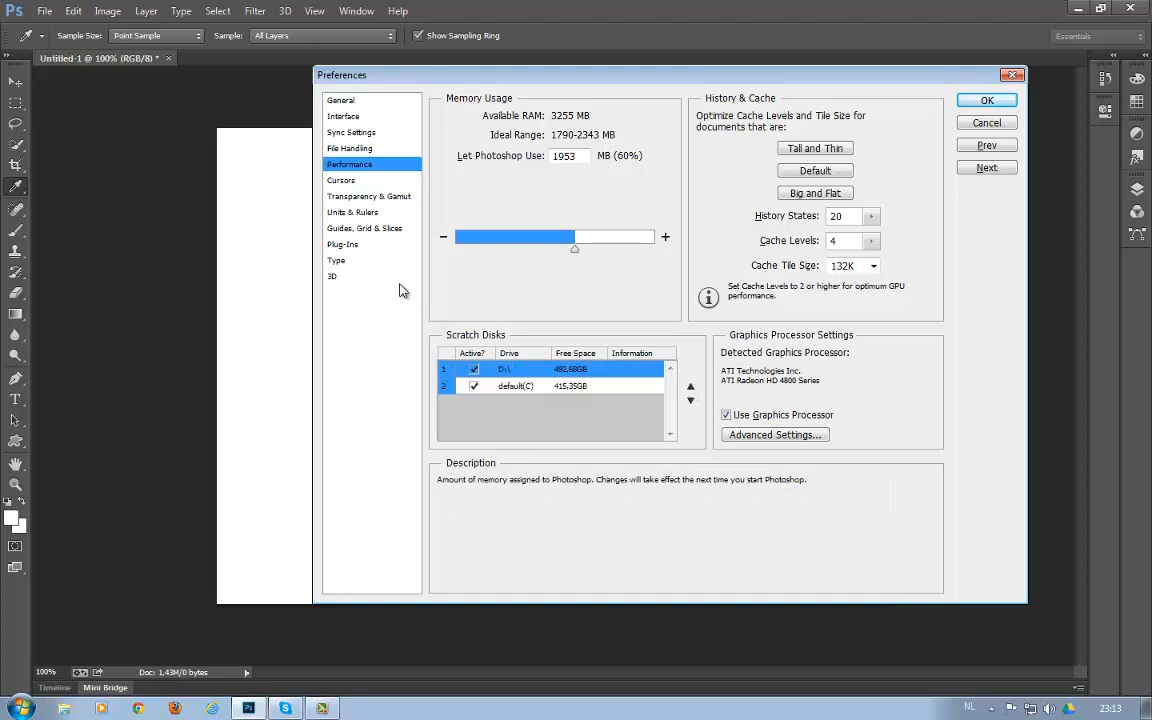 Ps File Edit Image Layer Type Select Filter 3D View Window Help
Sample Size: Point Sample Sample: All Layers Show Sampling Ring Essentials
Untitled-1 @ 100% (RGB/8) * ×
Preferences
General
Interface
Sync Settings
File Handling
Performance
Cursors
Transparency & Gamut
Units & Rulers
Guides, Grid & Slices
Plug-Ins
Type
3D
Memory Usage
Available RAM: 3255 MB
Ideal Range: 1790-2343 MB
Let Photoshop Use: 1953 MB (60%)
- +
History & Cache
Optimize Cache Levels and Tile Size for
documents that are:
Tall and Thin
Default
Big and Flat
History States: 20
Cache Levels: 4
Cache Tile Size: 132K
Set Cache Levels to 2 or higher for optimum GPU
performance.
OK
Cancel
Prev
Next
Scratch Disks
Active? Drive Free Space Information
1 D:\ 492,68GB
2 default(C) 415,35GB
Graphics Processor Settings
Detected Graphics Processor:
ATI Technologies Inc.
ATI Radeon HD 4800 Series
Use Graphics Processor
Advanced Settings...
Description
Amount of memory assigned to Photoshop. Changes will take effect the next time you start Photoshop.
100% Doc: 1,43M/0 bytes
Timeline Mini Bridge
Ps NL 23:13